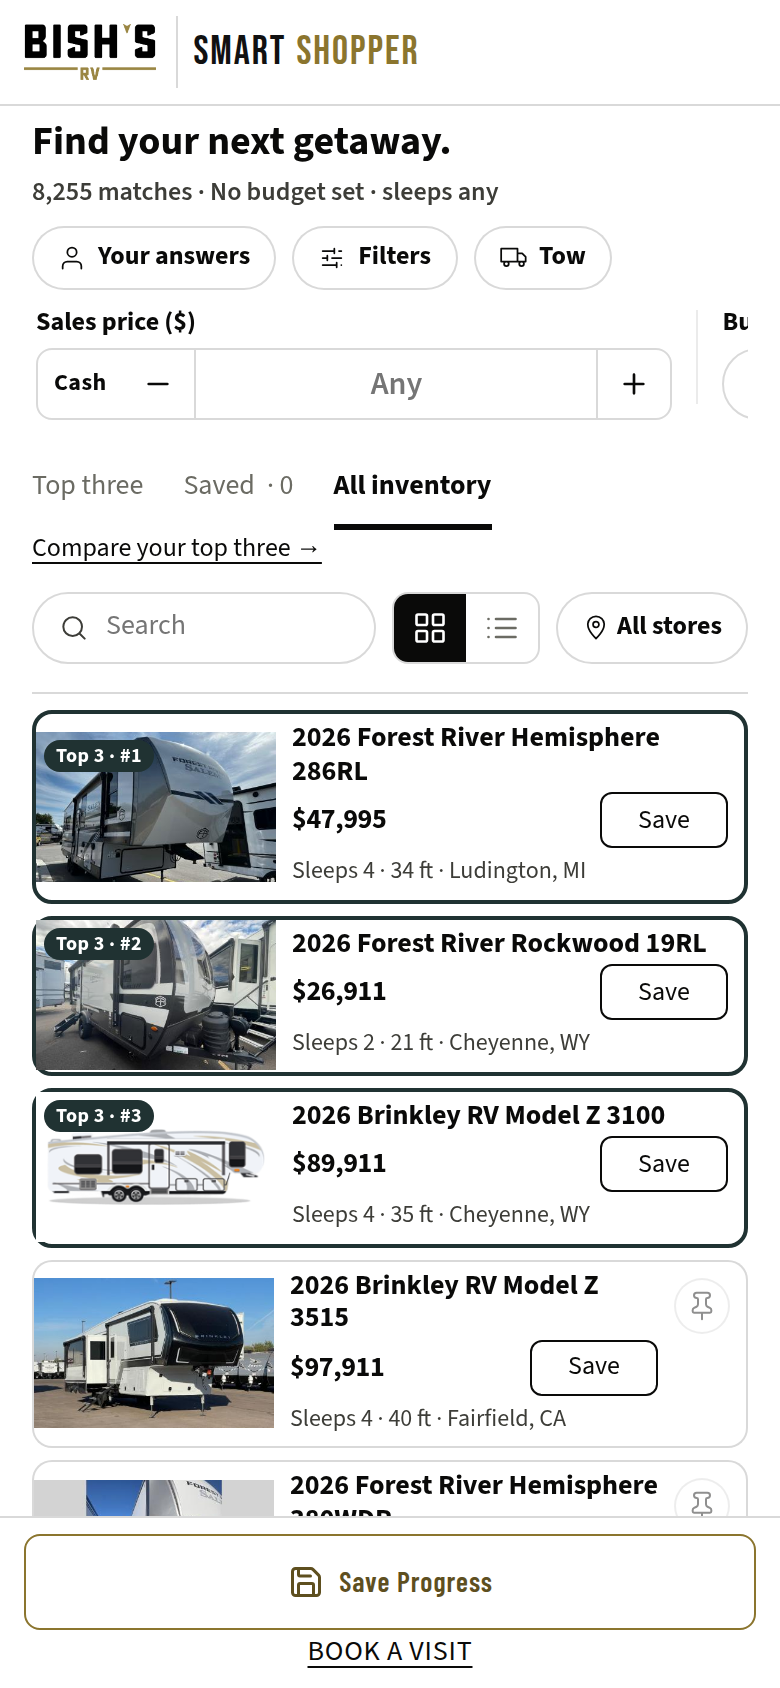 BISH'S
RV
SMART SHOPPER
Find your next getaway.
8,255 matches · No budget set · sleeps any
Your answers
Filters
Tow
Sales price ($)
Bu
Cash
Any
Top three
Saved · 0
All inventory
Compare your top three →
Search
All stores
Top 3 · #1
2026 Forest River Hemisphere
286RL
$47,995
Save
Sleeps 4 · 34 ft · Ludington, MI
Top 3 · #2
2026 Forest River Rockwood 19RL
$26,911
Save
Sleeps 2 · 21 ft · Cheyenne, WY
Top 3 · #3
2026 Brinkley RV Model Z 3100
$89,911
Save
Sleeps 4 · 35 ft · Cheyenne, WY
BRINKLEY
2026 Brinkley RV Model Z
3515
$97,911
Save
Sleeps 4 · 40 ft · Fairfield, CA
2026 Forest River Hemisphere
Save Progress
BOOK A VISIT